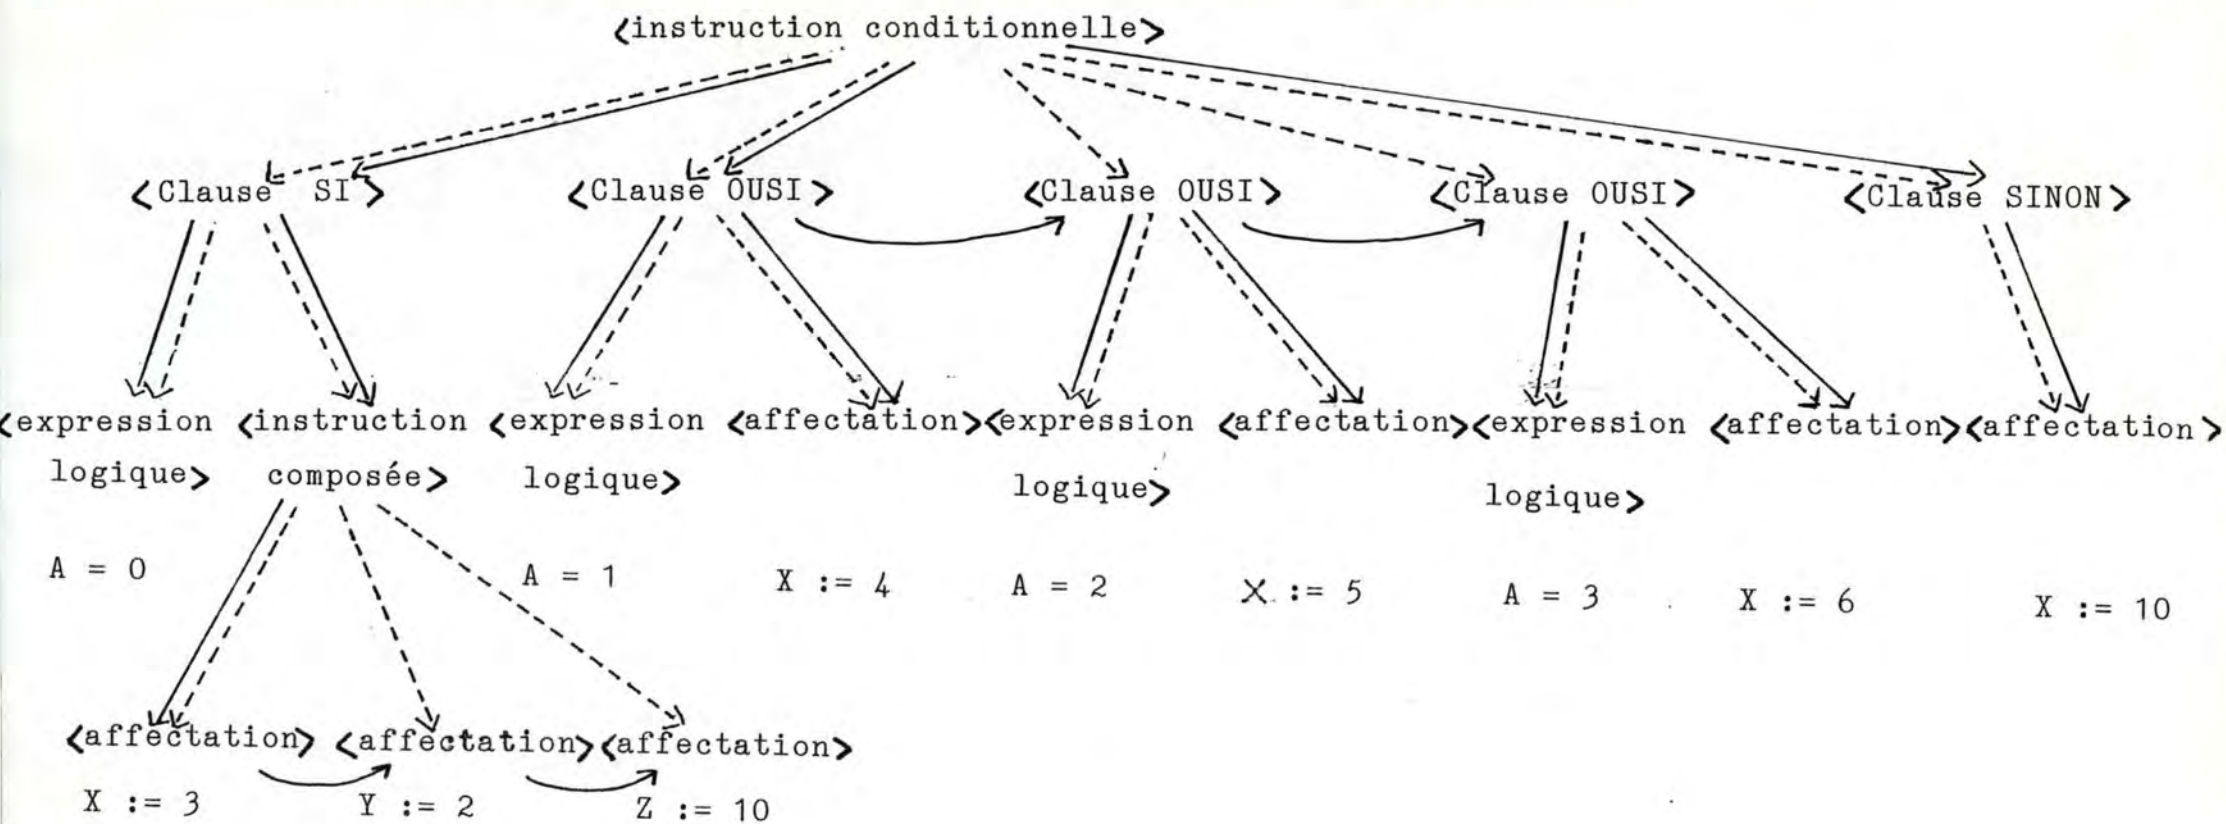 <instruction conditionnelle>
<Clause SI> <Clause OUSI> <Clause OUSI> <Clause OUSI> <Clause SINON>
<expression <instruction <expression <affectation> <expression <affectation> <expression <affectation> <affectation>
logique> composée> logique> logique> logique>
A = 0 A = 1 X := 4 A = 2 X := 5 A = 3 X := 6 X := 10
<affectation> <affectation> <affectation>
X := 3 Y := 2 Z := 10